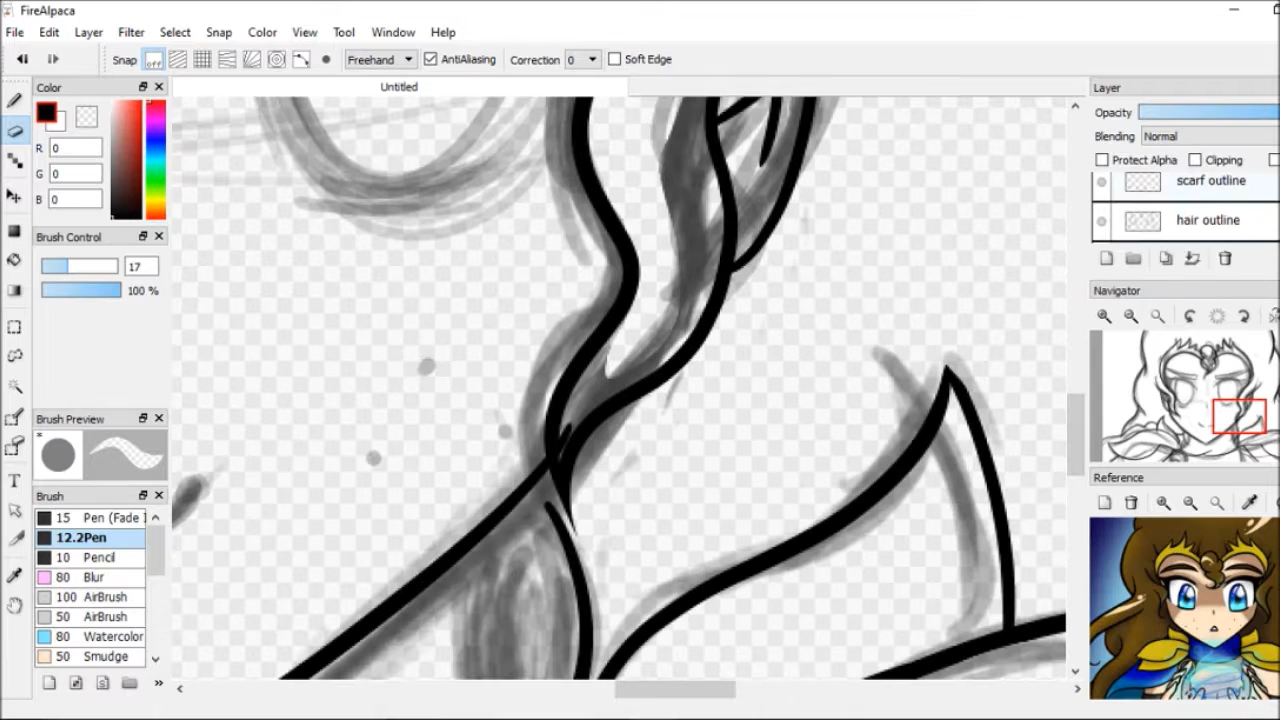 FireAlpaca
File Edit Layer Filter Select Snap Color View Tool Window Help
Snap off Freehand AntiAliasing Correction 0 Soft Edge
Untitled
Color
R 0
G 0
B 0
Brush Control
17
100 %
Brush Preview
*
Brush
15 Pen (Fade
12.2Pen
10 Pencil
80 Blur
100 AirBrush
50 AirBrush
80 Watercolor
50 Smudge
»
Layer
Opacity
Blending Normal
Protect Alpha Clipping
scarf outline
hair outline
Navigator
Reference